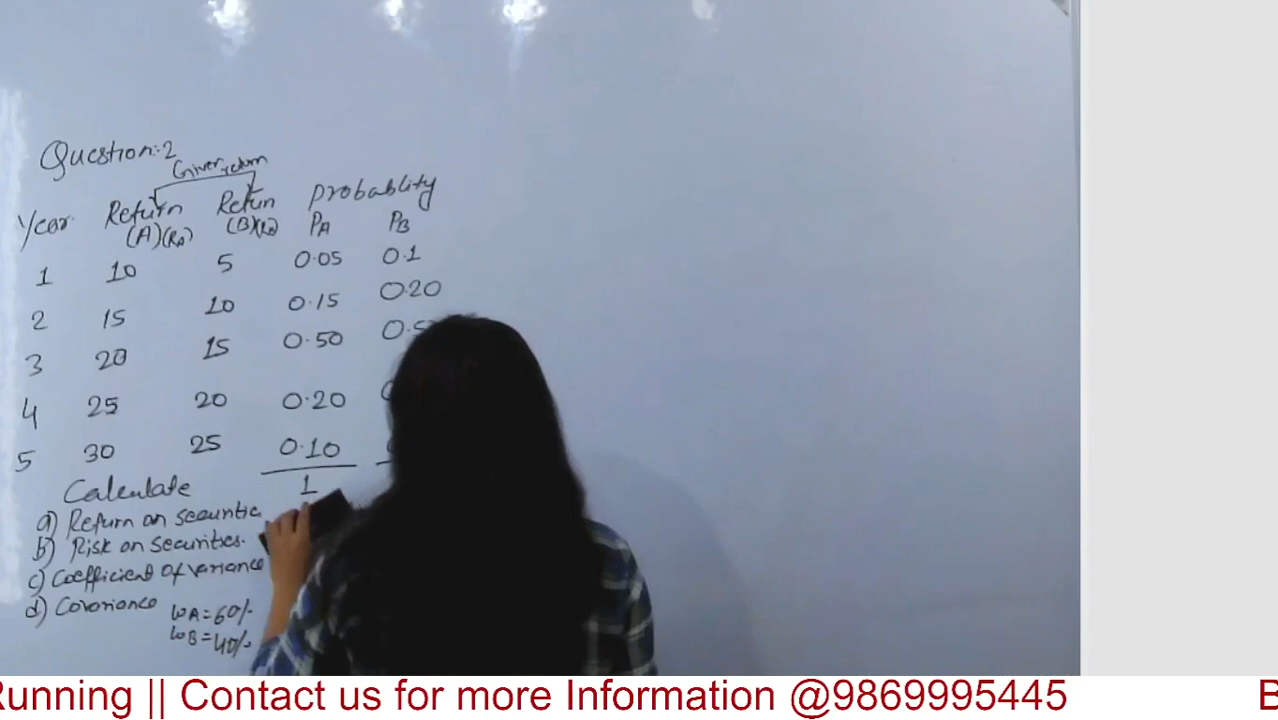 Question:-2
Given return
Year Return Return probablity
(A)(RA) (B)(RB) PA PB
1 10 5 0.05 0.1
2 15 10 0.15 0.20
3 20 15 0.50
4 25 20 0.20
5 30 25 0.10
1
Calculate
a) Return on securitie
b) Risk on securities.
c) Coefficient of variance
d) Covariance WA = 60%
WB = 40%
Running || Contact us for more Information @9869995445 B